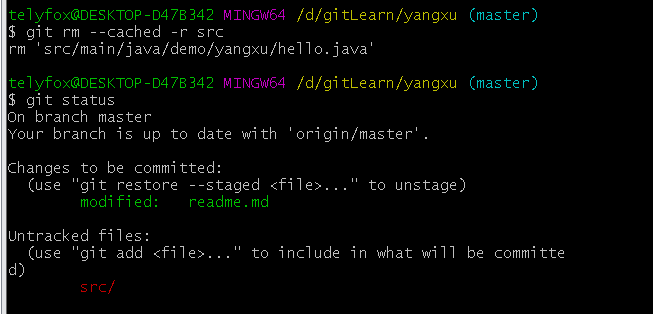 telyfox@DESKTOP-D47B342 MINGW64 /d/gitLearn/yangxu (master)
$ git rm --cached -r src
rm 'src/main/java/demo/yangxu/hello.java'

telyfox@DESKTOP-D47B342 MINGW64 /d/gitLearn/yangxu (master)
$ git status
On branch master
Your branch is up to date with 'origin/master'.

Changes to be committed:
  (use "git restore --staged <file>..." to unstage)
        modified:   readme.md

Untracked files:
  (use "git add <file>..." to include in what will be committe
d)
        src/